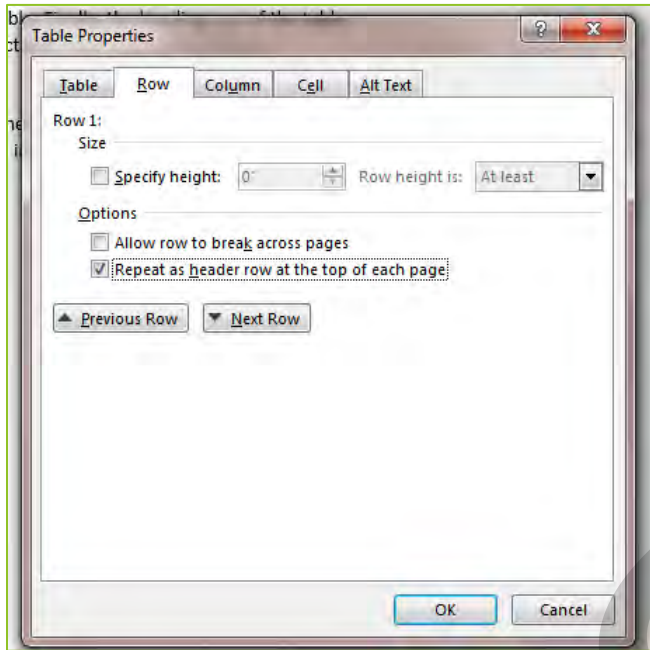 Table Properties
Table Row Column Cell Alt Text
Row 1:
Size
Specify height: 0" Row height is: At least
Options
Allow row to break across pages
Repeat as header row at the top of each page
Previous Row Next Row
OK Cancel